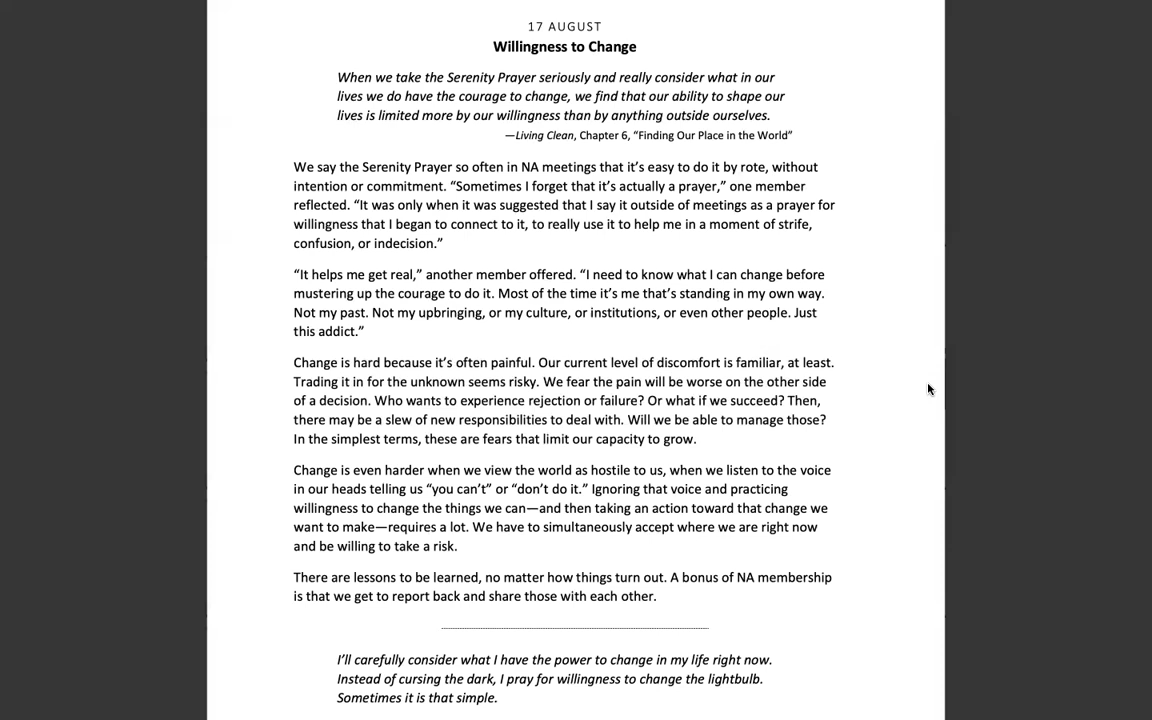 17 AUGUST
Willingness to Change
When we take the Serenity Prayer seriously and really consider what in our
lives we do have the courage to change, we find that our ability to shape our
lives is limited more by our willingness than by anything outside ourselves.
—Living Clean, Chapter 6, “Finding Our Place in the World”
We say the Serenity Prayer so often in NA meetings that it’s easy to do it by rote, without
intention or commitment. “Sometimes I forget that it’s actually a prayer,” one member
reflected. “It was only when it was suggested that I say it outside of meetings as a prayer for
willingness that I began to connect to it, to really use it to help me in a moment of strife,
confusion, or indecision.”
“It helps me get real,” another member offered. “I need to know what I can change before
mustering up the courage to do it. Most of the time it’s me that’s standing in my own way.
Not my past. Not my upbringing, or my culture, or institutions, or even other people. Just
this addict.”
Change is hard because it’s often painful. Our current level of discomfort is familiar, at least.
Trading it in for the unknown seems risky. We fear the pain will be worse on the other side
of a decision. Who wants to experience rejection or failure? Or what if we succeed? Then,
there may be a slew of new responsibilities to deal with. Will we be able to manage those?
In the simplest terms, these are fears that limit our capacity to grow.
Change is even harder when we view the world as hostile to us, when we listen to the voice
in our heads telling us “you can’t” or “don’t do it.” Ignoring that voice and practicing
willingness to change the things we can—and then taking an action toward that change we
want to make—requires a lot. We have to simultaneously accept where we are right now
and be willing to take a risk.
There are lessons to be learned, no matter how things turn out. A bonus of NA membership
is that we get to report back and share those with each other.
I’ll carefully consider what I have the power to change in my life right now.
Instead of cursing the dark, I pray for willingness to change the lightbulb.
Sometimes it is that simple.